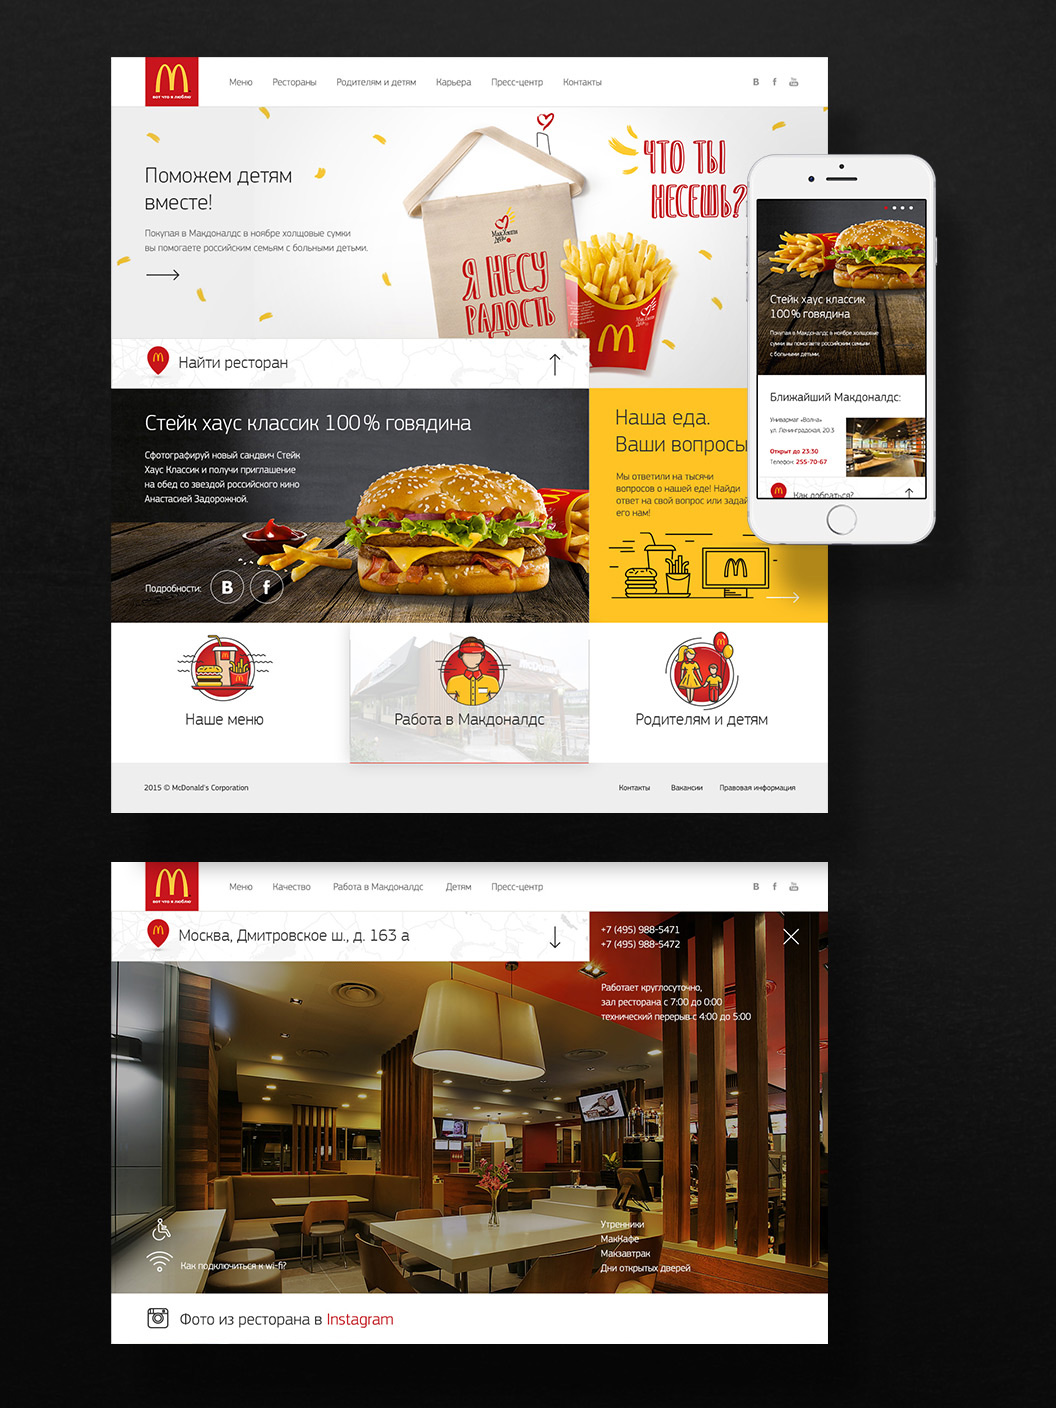 вот что я люблю
Меню Рестораны Родителям и детям Карьера Пресс-центр Контакты
B f You
Поможем детям
вместе!
Покупая в Макдоналдс в ноябре холщовые сумки
вы помогаете российским семьям с больными детьми.
ЧТО ТЫ
НЕСЕШЬ?
Я НЕСУ
РАДОСТЬ
Найти ресторан
Стейк хаус классик 100% говядина
Сфотографируй новый сандвич Стейк
Хаус Классик и получи приглашение
на обед со звездой российского кино
Анастасией Задорожной.
Подробности: B f
Наша еда.
Ваши вопросы
Мы ответили на тысячи
вопросов о нашей еде! Найди
ответ на свой вопрос или задай
его нам!
Стейк хаус классик
100% говядина
Покупая в Макдоналдс в ноябре холщовые
сумки вы помогаете российским семьям
с больными детьми.
Ближайший Макдоналдс:
Универмаг «Волна»
ул. Ленинградская, 203
Открыт до 23:30
Телефон: 255-70-67
Как добраться?
Наше меню
Работа в Макдоналдс
Родителям и детям
2015 © McDonald's Corporation
Контакты Вакансии Правовая информация
вот что я люблю
Меню Качество Работа в Макдоналдс Детям Пресс-центр
B f You
Москва, Дмитровское ш., д. 163 а
+7 (495) 988-5471
+7 (495) 988-5472
Работает круглосуточно,
зал ресторана с 7:00 до 0:00
технический перерыв с 4:00 до 5:00
Как подключиться к wi-fi?
Утренники
МакКафе
Макзавтрак
Дни открытых дверей
Фото из ресторана в Instagram